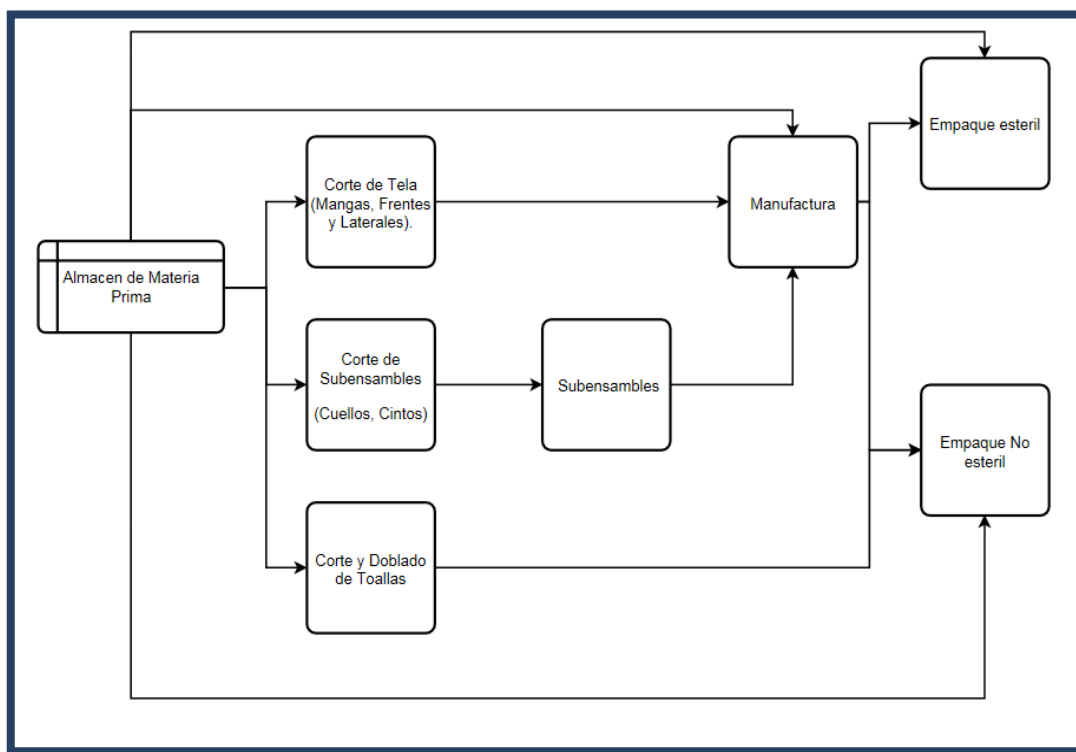 Empaque esteril
Corte de Tela
(Mangas, Frentes
y Laterales).
Manufactura
Almacen de Materia
Prima
Corte de
Subensambles
(Cuellos, Cintos)
Subensambles
Empaque No
esteril
Corte y Doblado
de Toallas